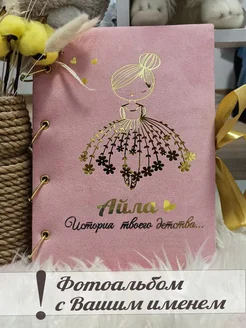 Айла
История твоего детства...
! Фотоальбом
с Вашим именем